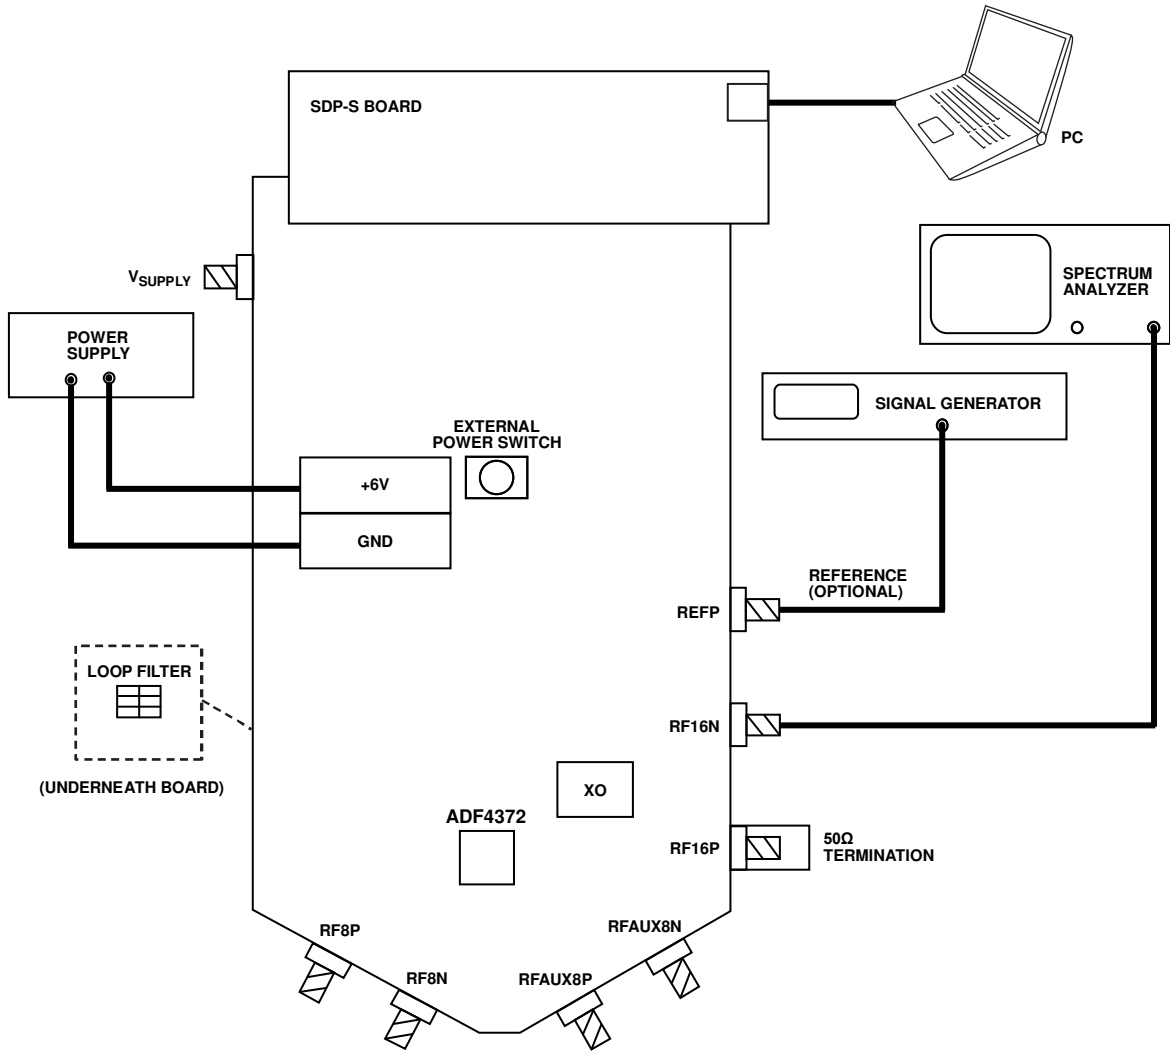 SDP-S BOARD
PC
VSUPPLY
SPECTRUM
ANALYZER
POWER
SUPPLY
SIGNAL GENERATOR
EXTERNAL
POWER SWITCH
+6V
GND
REFERENCE
(OPTIONAL)
REFP
LOOP FILTER
RF16N
(UNDERNEATH BOARD)
XO
ADF4372
RF16P
50Ω
TERMINATION
RF8P
RFAUX8N
RF8N
RFAUX8P